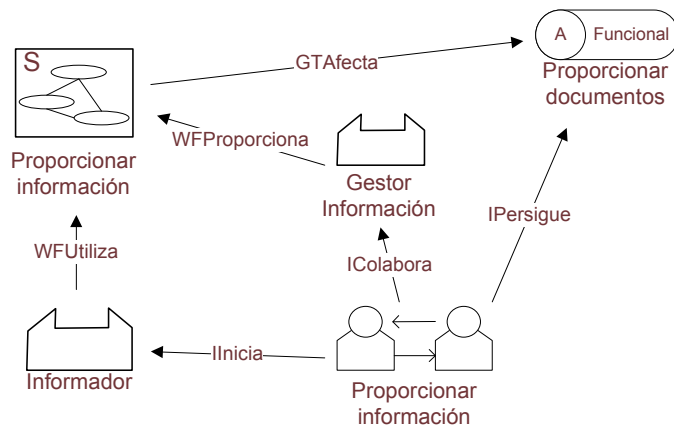 S
A
Funcional
GTAfecta
Proporcionar
documentos
WFProporciona
Proporcionar
información
Gestor
Información
IPersigue
WFUtiliza
IColabora
IInicia
Informador
Proporcionar
información